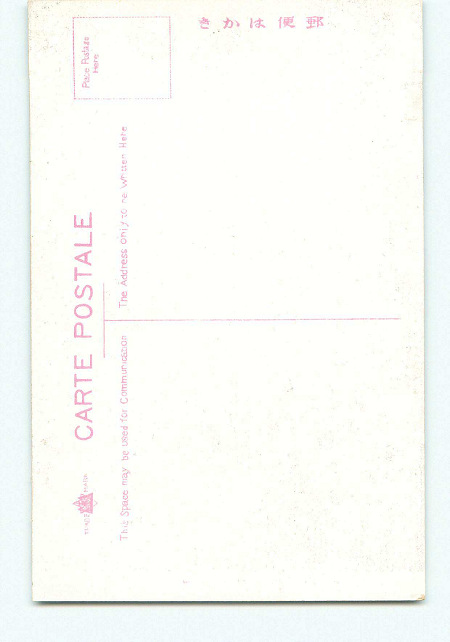 きかは便郵
Place Postage
Here
CARTE POSTALE
The Address only to be Written Here
This Space may be used for Communication